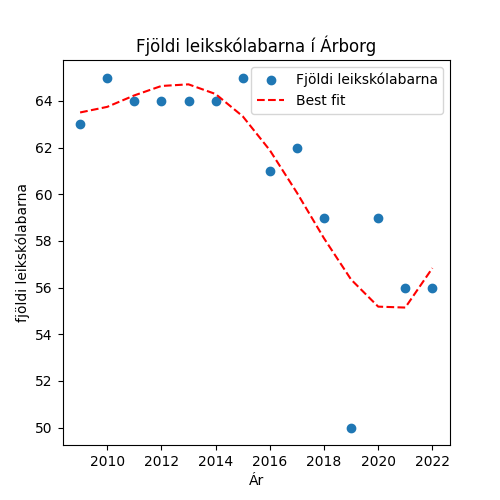 Fjöldi leikskólabarna í Árborg
Fjöldi leikskólabarna
Best fit
fjöldi leikskólabarna
64
62
60
58
56
54
52
50
2010 2012 2014 2016 2018 2020 2022
Ár